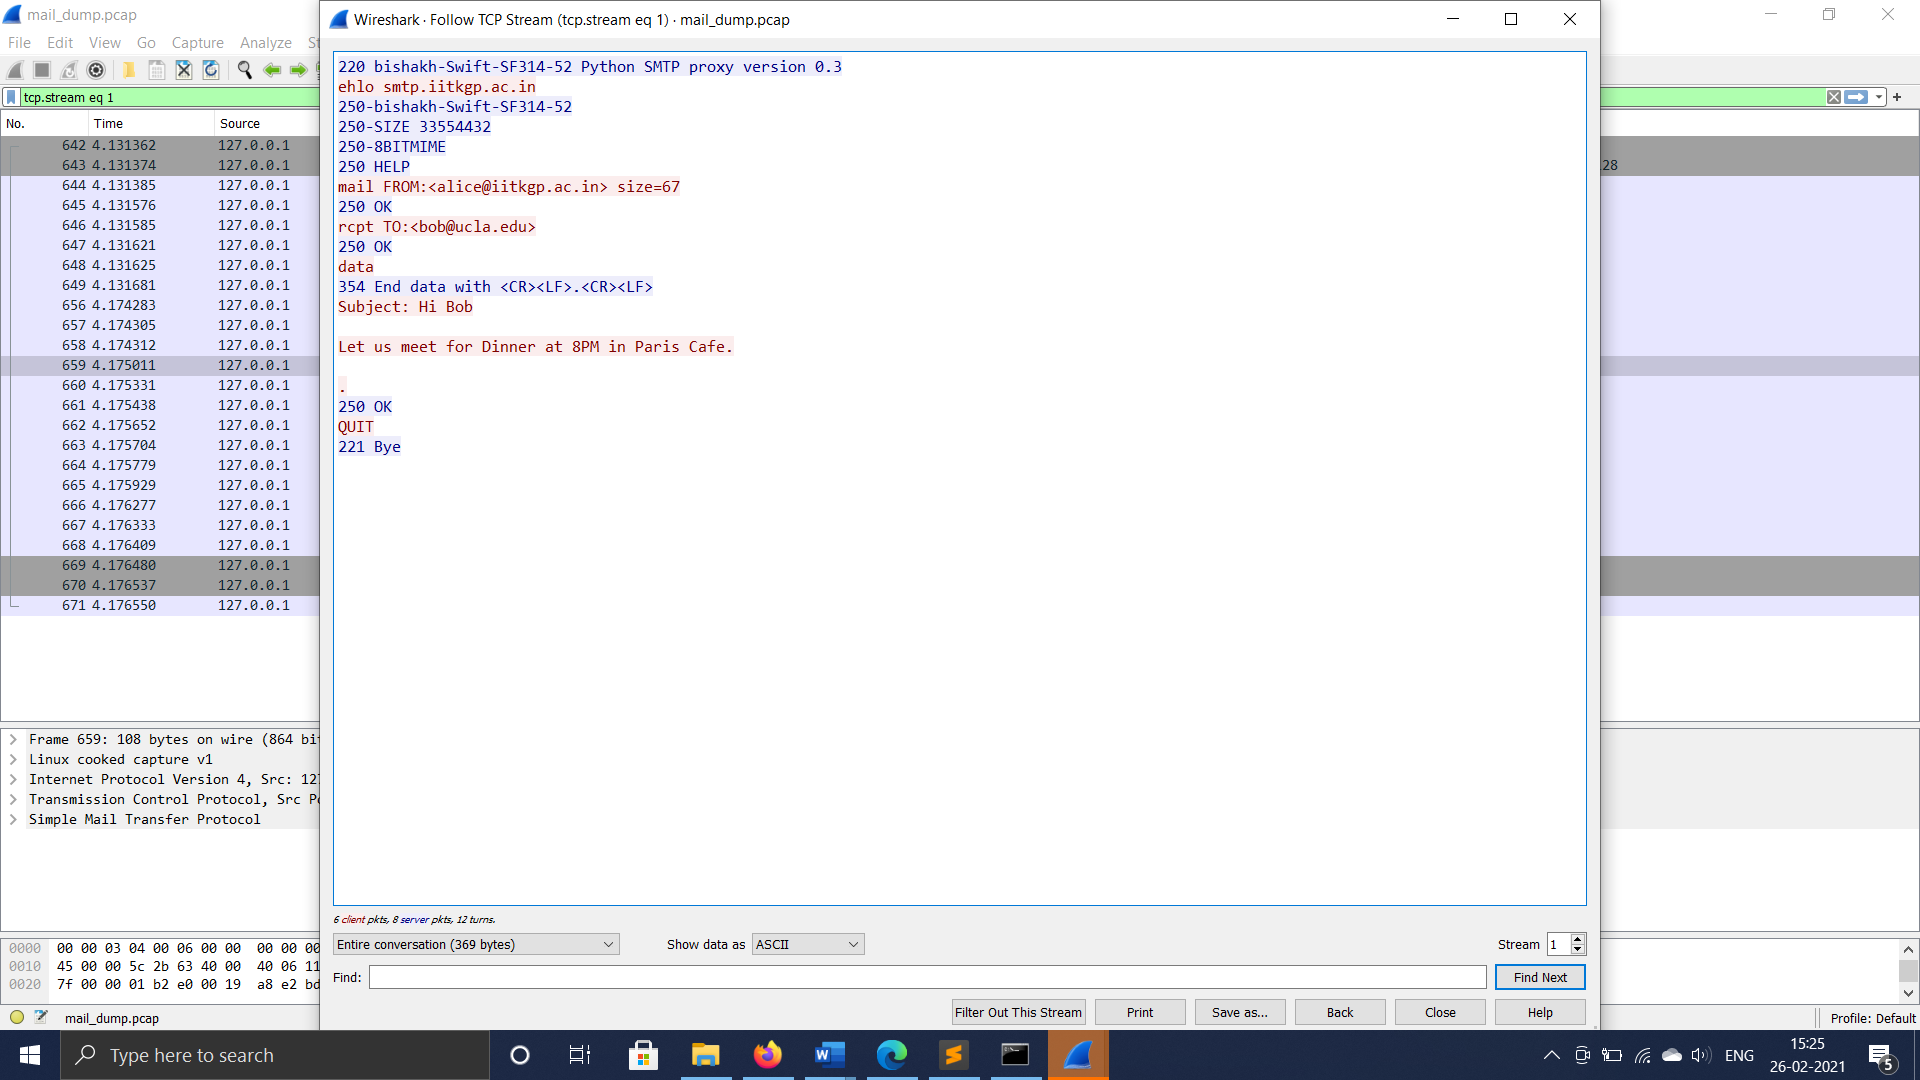 mail_dump.pcap
File Edit View Go Capture Analyze St
tcp.stream eq 1
No. Time Source
642 4.131362 127.0.0.1
643 4.131374 127.0.0.1 28
644 4.131385 127.0.0.1
645 4.131576 127.0.0.1
646 4.131585 127.0.0.1
647 4.131621 127.0.0.1
648 4.131625 127.0.0.1
649 4.131681 127.0.0.1
656 4.174283 127.0.0.1
657 4.174305 127.0.0.1
658 4.174312 127.0.0.1
659 4.175011 127.0.0.1
660 4.175331 127.0.0.1
661 4.175438 127.0.0.1
662 4.175652 127.0.0.1
663 4.175704 127.0.0.1
664 4.175779 127.0.0.1
665 4.175929 127.0.0.1
666 4.176277 127.0.0.1
667 4.176333 127.0.0.1
668 4.176409 127.0.0.1
669 4.176480 127.0.0.1
670 4.176537 127.0.0.1
671 4.176550 127.0.0.1
Frame 659: 108 bytes on wire (864 bit
Linux cooked capture v1
Internet Protocol Version 4, Src: 127
Transmission Control Protocol, Src Po
Simple Mail Transfer Protocol
0000 00 00 03 04 00 06 00 00 00 00 00
0010 45 00 00 5c 2b 63 40 00 40 06 11
0020 7f 00 00 01 b2 e0 00 19 a8 e2 bd
mail_dump.pcap
Profile: Default
Wireshark · Follow TCP Stream (tcp.stream eq 1) · mail_dump.pcap
220 bishakh-Swift-SF314-52 Python SMTP proxy version 0.3
ehlo smtp.iitkgp.ac.in
250-bishakh-Swift-SF314-52
250-SIZE 33554432
250-8BITMIME
250 HELP
mail FROM:<alice@iitkgp.ac.in> size=67
250 OK
rcpt TO:<bob@ucla.edu>
250 OK
data
354 End data with <CR><LF>.<CR><LF>
Subject: Hi Bob
Let us meet for Dinner at 8PM in Paris Cafe.
.
250 OK
QUIT
221 Bye
6 client pkts, 8 server pkts, 12 turns.
Entire conversation (369 bytes) Show data as ASCII Stream 1
Find: Find Next
Filter Out This Stream Print Save as... Back Close Help
Type here to search
ENG
15:25
26-02-2021
5